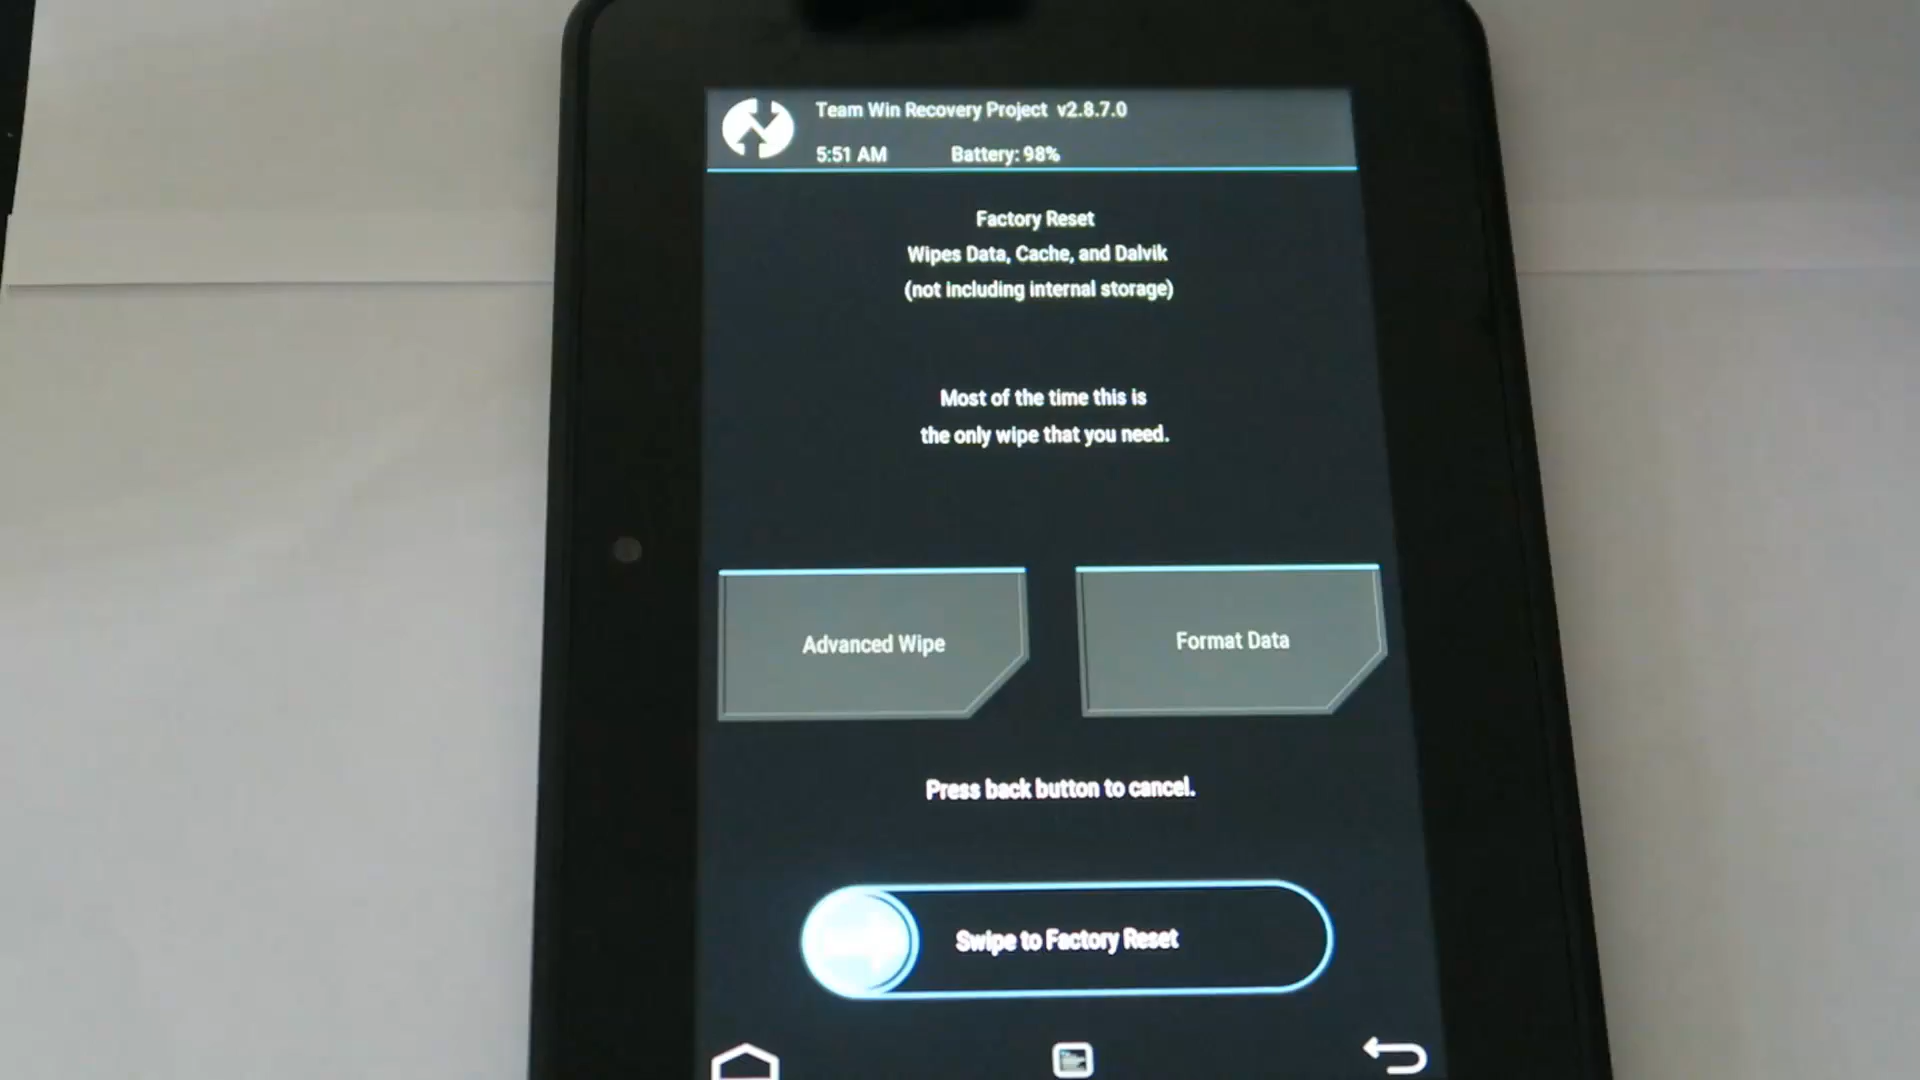 Team Win Recovery Project v2.8.7.0
5:51 AM Battery: 98%
Factory Reset
Wipes Data, Cache, and Dalvik
(not including internal storage)
Most of the time this is
the only wipe that you need.
Advanced Wipe
Format Data
Press back button to cancel.
Swipe to Factory Reset